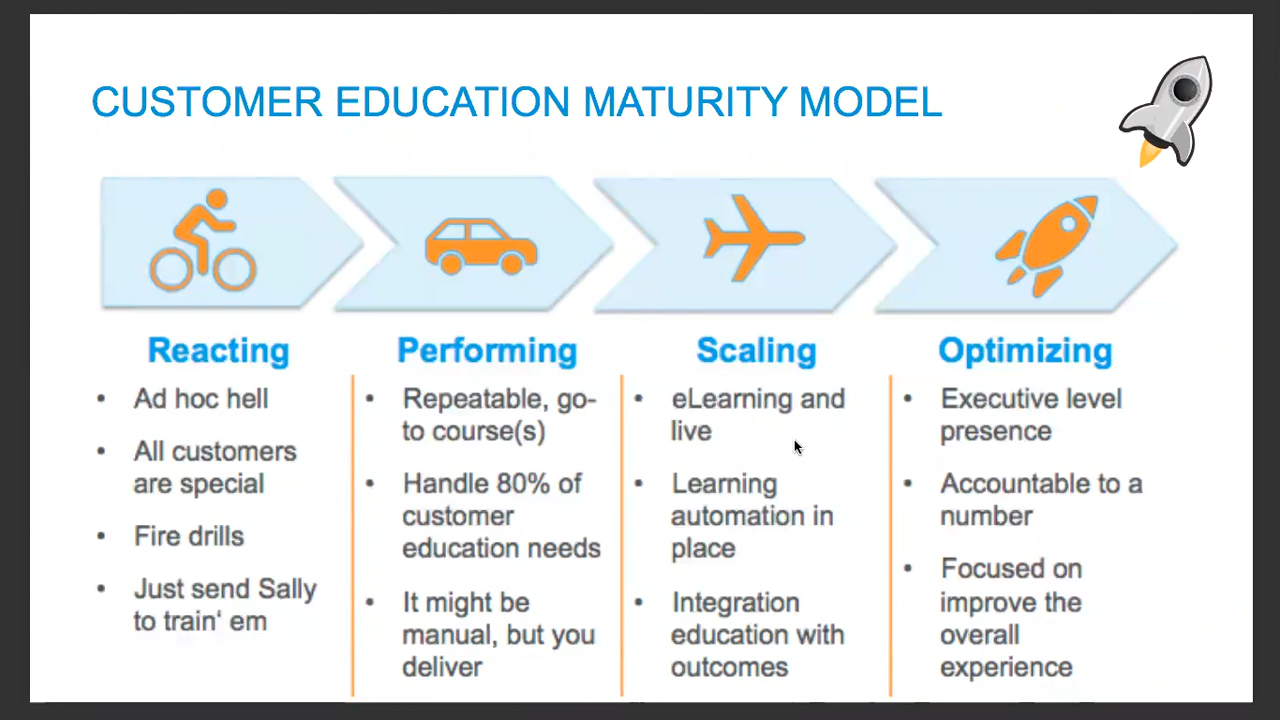 CUSTOMER EDUCATION MATURITY MODEL
Reacting
• Ad hoc hell
• All customers
are special
• Fire drills
• Just send Sally
to train‘ em
Performing
• Repeatable, go-
to course(s)
• Handle 80% of
customer
education needs
• It might be
manual, but you
deliver
Scaling
• eLearning and
live
• Learning
automation in
place
• Integration
education with
outcomes
Optimizing
• Executive level
presence
• Accountable to a
number
• Focused on
improve the
overall
experience